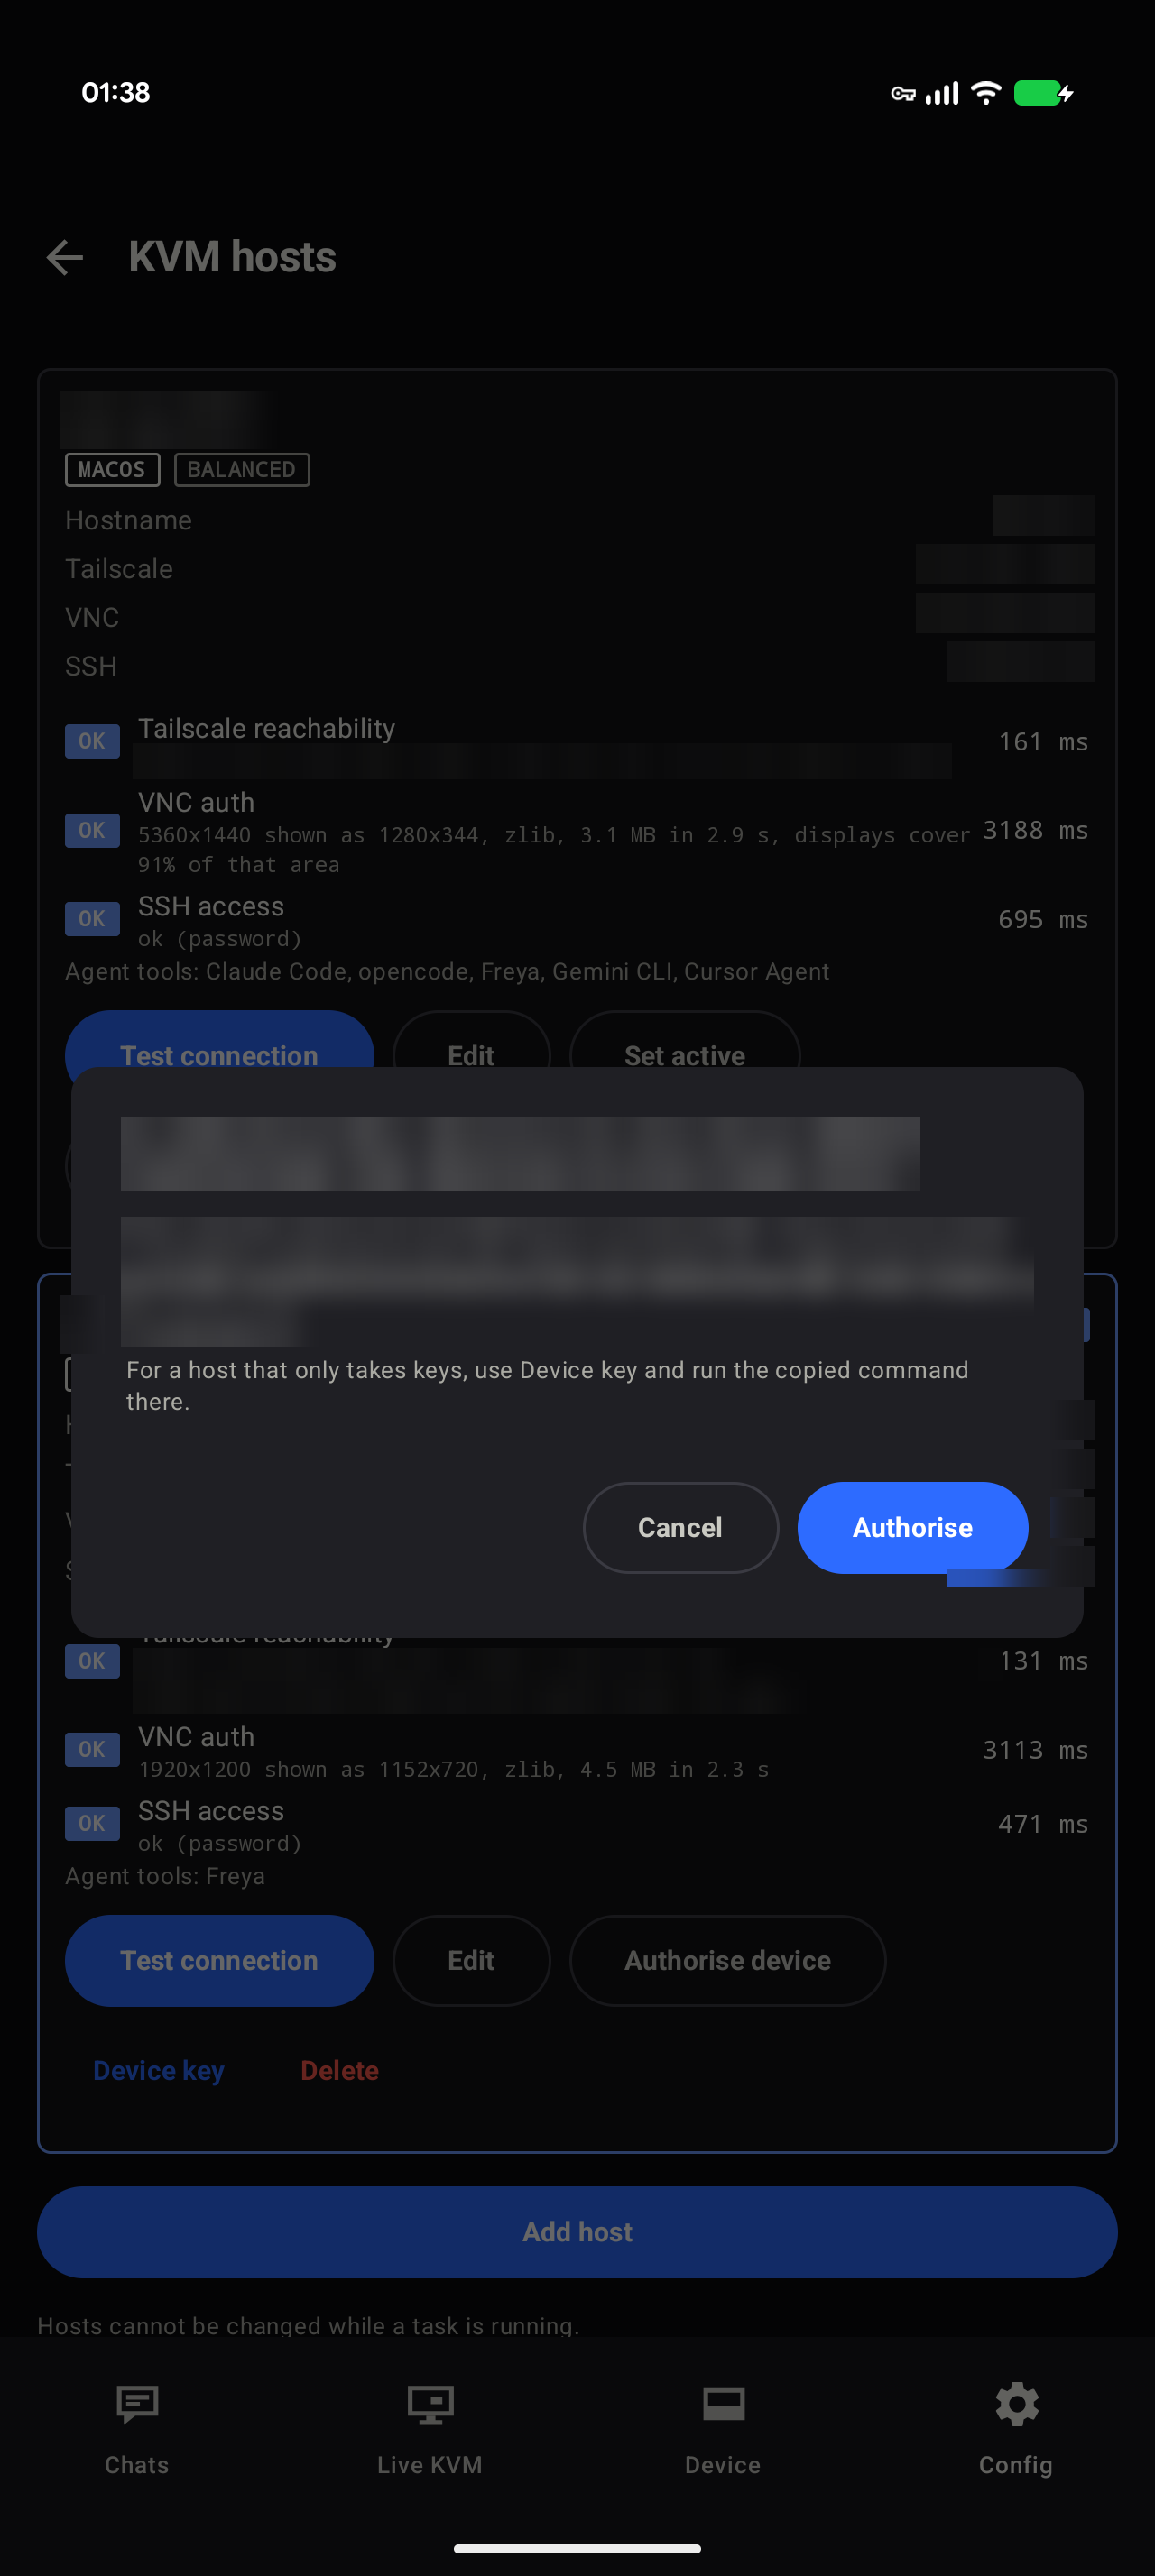 01:38
KVM hosts
MACOS BALANCED
Hostname
Tailscale
VNC
SSH
OK Tailscale reachability 161 ms
OK VNC auth 3188 ms
5360x1440 shown as 1280x344, zlib, 3.1 MB in 2.9 s, displays cover
91% of that area
OK SSH access 695 ms
ok (password)
Agent tools: Claude Code, opencode, Freya, Gemini CLI, Cursor Agent
Test connection Edit Set active
For a host that only takes keys, use Device key and run the copied command
there.
Cancel Authorise
OK Tailscale reachability 131 ms
OK VNC auth 3113 ms
1920x1200 shown as 1152x720, zlib, 4.5 MB in 2.3 s
OK SSH access 471 ms
ok (password)
Agent tools: Freya
Test connection Edit Authorise device
Device key Delete
Add host
Hosts cannot be changed while a task is running.
Chats Live KVM Device Config